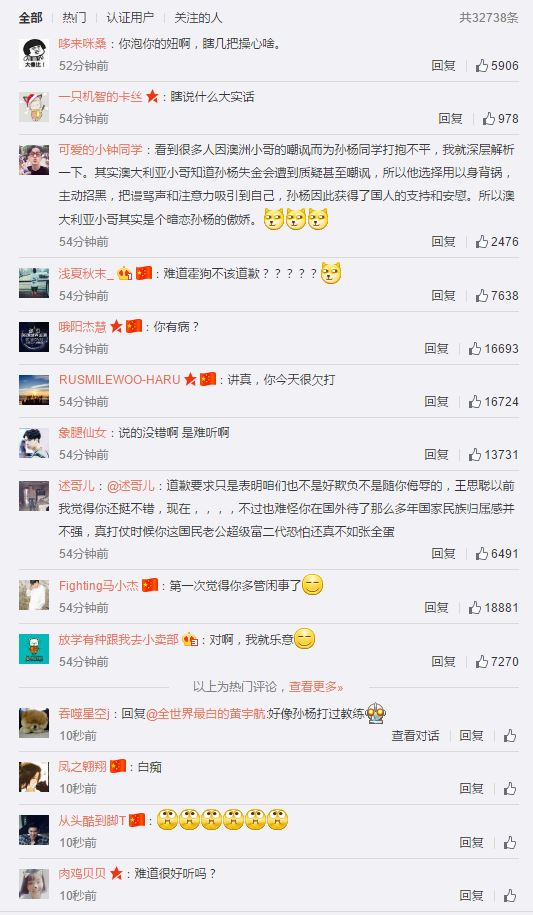 全部 热门 认证用户 关注的人 共32738条
哆来咪桑：你泡你的妞啊，瞎几把操心啥。
52分钟前 回复 5906
一只机智的卡丝：瞎说什么大实话
54分钟前 回复 978
可爱的小钟同学：看到很多人因澳洲小哥的嘲讽而为孙杨同学打抱不平，我就深层解析
一下。其实澳大利亚小哥知道孙杨失金会遭到质疑甚至嘲讽，所以他选择用以身背锅，
主动招黑，把谩骂声和注意力吸引到自己，孙杨因此获得了国人的支持和安慰。所以澳
大利亚小哥其实是个暗恋孙杨的傲娇。
54分钟前 回复 2476
浅夏秋末_：难道霍狗不该道歉？？？？？
54分钟前 回复 7638
哦阳杰慧：你有病？
54分钟前 回复 16693
RUSMILEWOO-HARU：讲真，你今天很欠打
54分钟前 回复 16724
象腿仙女：说的没错啊 是难听啊
54分钟前 回复 13731
述哥儿：@述哥儿：道歉要求只是表明咱们也不是好欺负不是随你侮辱的，王思聪以前
我觉得你还挺不错，现在，，，，不过也难怪你在国外待了那么多年国家民族归属感并
不强，真打仗时候你这国民老公超级富二代恐怕还真不如张全蛋
54分钟前 回复 6491
Fighting马小杰：第一次觉得你多管闲事了
54分钟前 回复 18881
放学有种跟我去小卖部：对啊，我就乐意
54分钟前 回复 7270
以上为热门评论，查看更多»
吞噬星空j：回复@全世界最白的黄宇航:好像孙杨打过教练
10秒前 查看对话 回复
凤之翱翔：白痴
10秒前 回复
从头酷到脚T：
10秒前 回复
肉鸡贝贝：难道很好听吗？
10秒前 回复